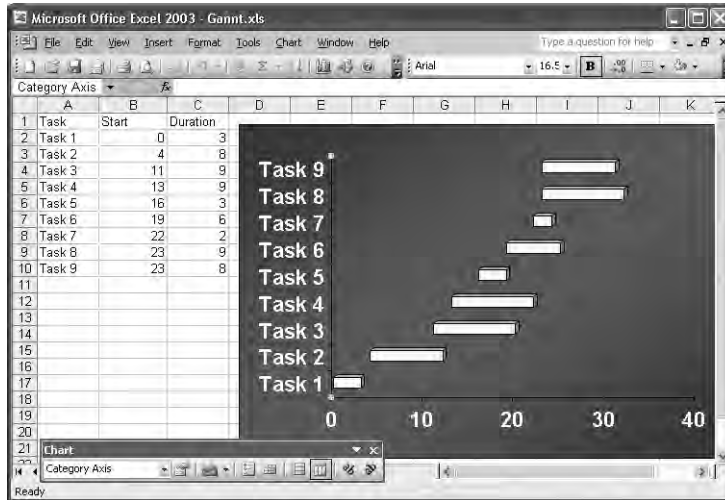 Microsoft Office Excel 2003 - Gannt.xls
File Edit View Insert Format Tools Chart Window Help Type a question for help
Arial 16.5 B
Category Axis fx
A B C D E F G H I J K
1 Task Start Duration
2 Task 1 0 3
3 Task 2 4 8
4 Task 3 11 9
5 Task 4 13 9
6 Task 5 16 3
7 Task 6 19 6
8 Task 7 22 2
9 Task 8 23 9
10 Task 9 23 8
11
12
13
14
15
16
17
18
19
20
21
Task 9
Task 8
Task 7
Task 6
Task 5
Task 4
Task 3
Task 2
Task 1
0 10 20 30 40
Chart
Category Axis
Ready